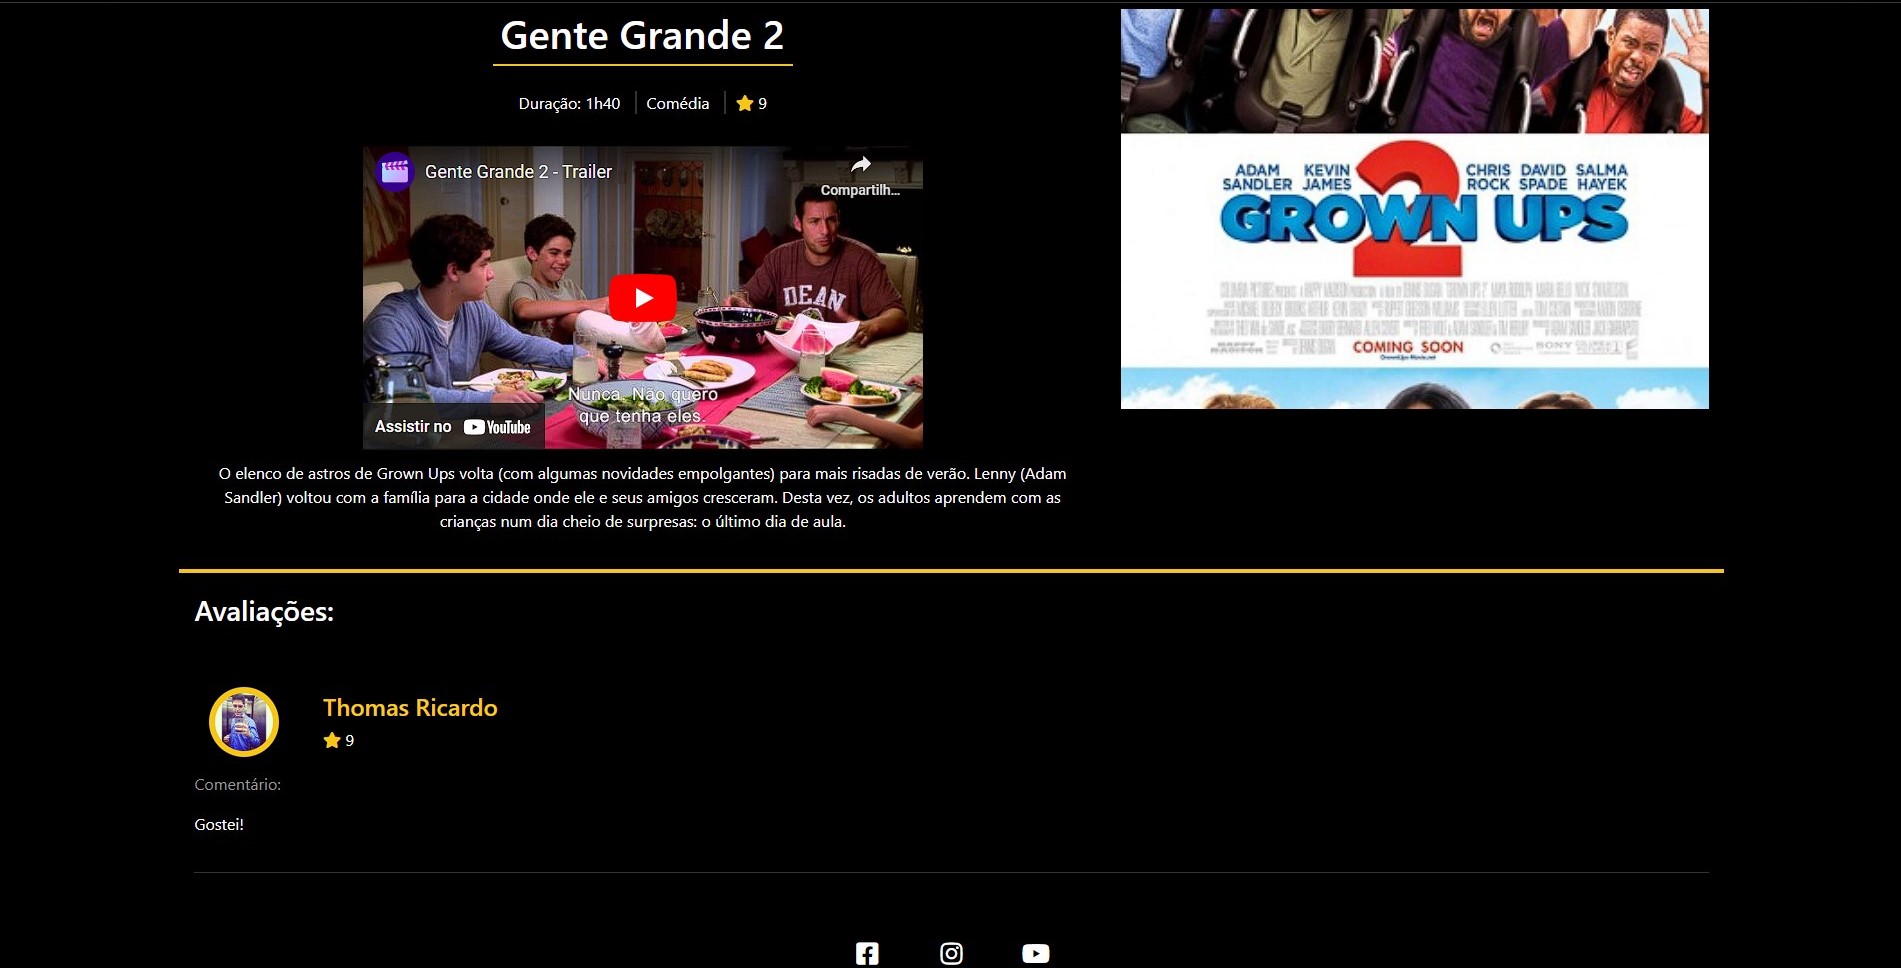 Gente Grande 2
Duração: 1h40
Comédia
9
Gente Grande 2 - Trailer
Compartilh...
DEAN
Nunca. Não quero
que tenha eles.
Assistir no YouTube
O elenco de astros de Grown Ups volta (com algumas novidades empolgantes) para mais risadas de verão. Lenny (Adam
Sandler) voltou com a família para a cidade onde ele e seus amigos cresceram. Desta vez, os adultos aprendem com as
crianças num dia cheio de surpresas: o último dia de aula.
ADAM SANDLER
KEVIN JAMES
CHRIS ROCK
DAVID SPADE
SALMA HAYEK
GROWN UPS
2
COMING SOON
SONY
Avaliações:
Thomas Ricardo
9
Comentário:
Gostei!